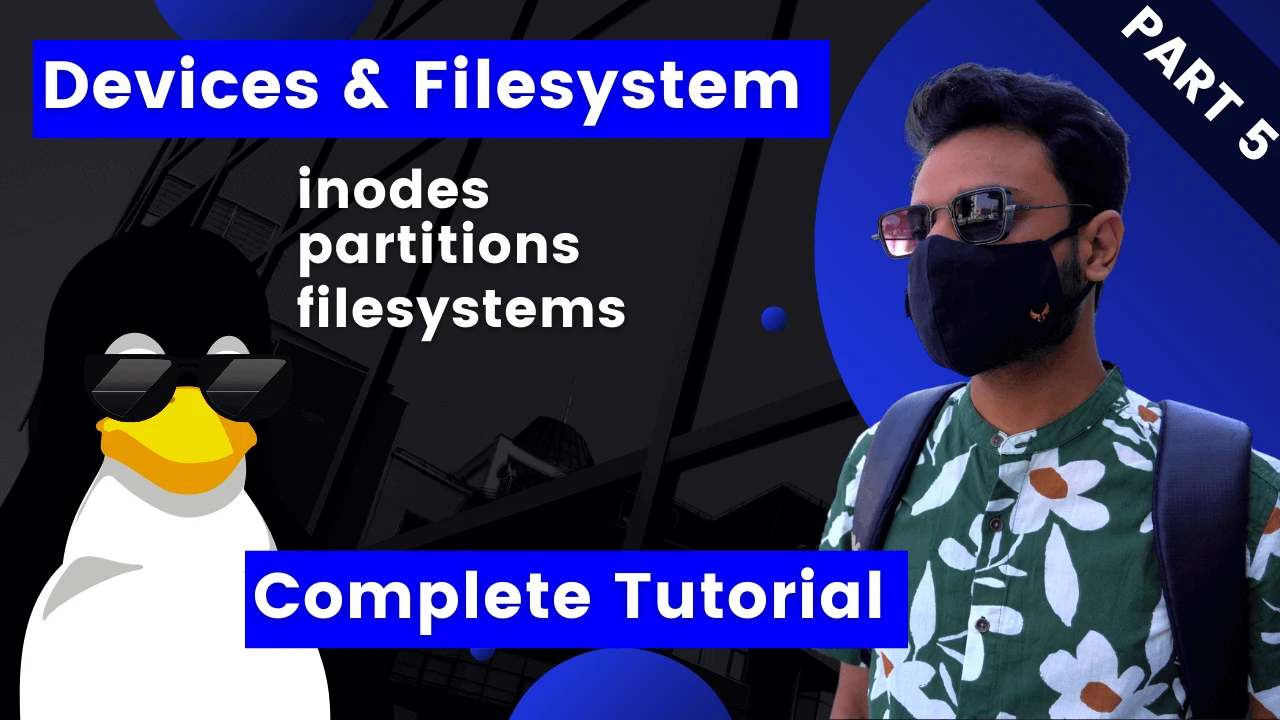 Devices & Filesystem
PART 5
inodes
partitions
filesystems
Complete Tutorial